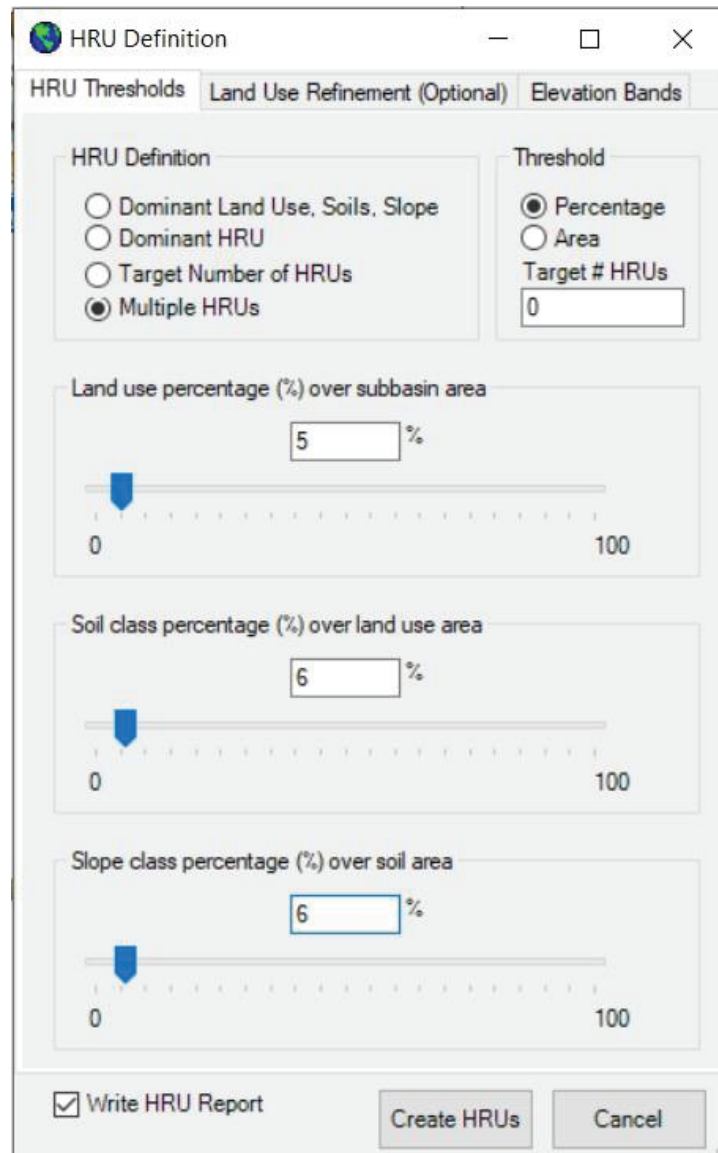 HRU Definition
HRU Thresholds Land Use Refinement (Optional) Elevation Bands
HRU Definition
Dominant Land Use, Soils, Slope
Dominant HRU
Target Number of HRUs
Multiple HRUs
Threshold
Percentage
Area
Target # HRUs
0
Land use percentage (%) over subbasin area
5 %
0 100
Soil class percentage (%) over land use area
6 %
0 100
Slope class percentage (%) over soil area
6 %
0 100
Write HRU Report
Create HRUs Cancel